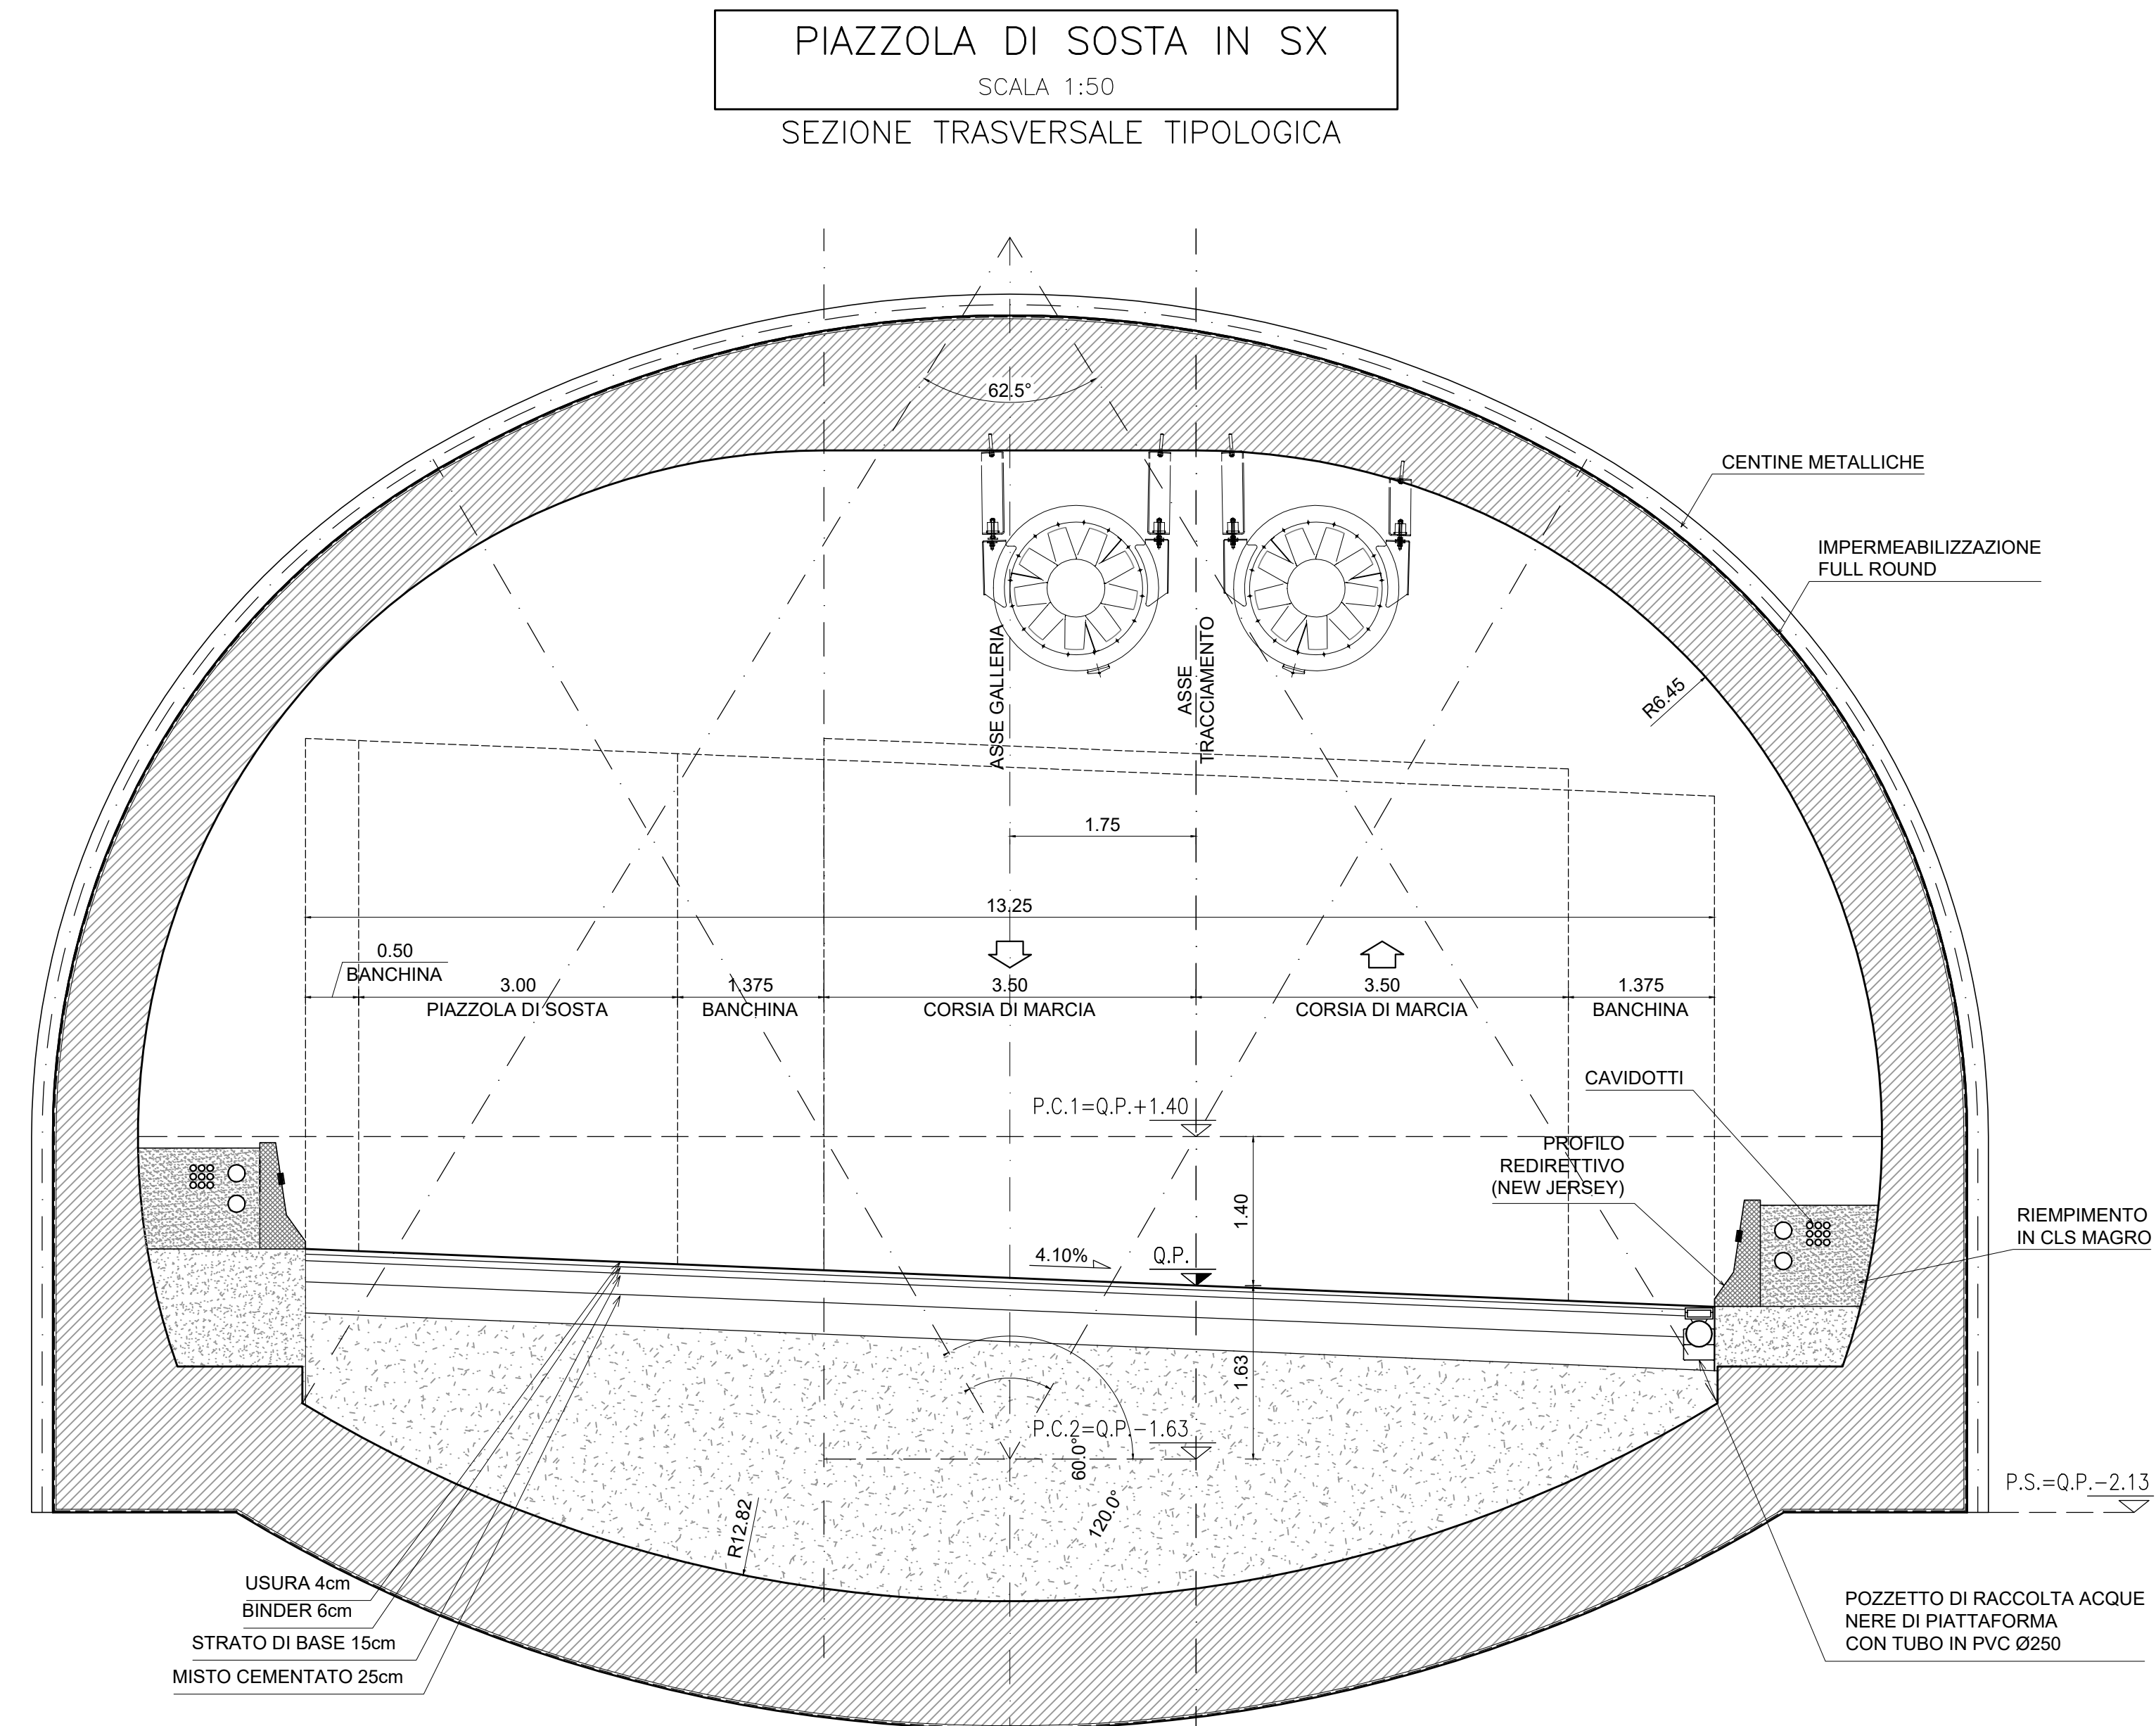 PIAZZOLA DI SOSTA IN SX
SCALA 1:50
SEZIONE TRASVERSALE TIPOLOGICA
62.5°
CENTINE METALLICHE
IMPERMEABILIZZAZIONE
FULL ROUND
ASSE GALLERIA
ASSE
TRACCIAMENTO
R6.45
1.75
13.25
0.50
BANCHINA
3.00
PIAZZOLA DI SOSTA
1.375
BANCHINA
3.50
CORSIA DI MARCIA
3.50
CORSIA DI MARCIA
1.375
BANCHINA
CAVIDOTTI
P.C.1=Q.P.+1.40
PROFILO
REDIRETTIVO
(NEW JERSEY)
1.40
RIEMPIMENTO
IN CLS MAGRO
4.10%
Q.P.
1.63
P.C.2=Q.P.-1.63
60.0°
120.0°
R12.82
P.S.=Q.P.-2.13
USURA 4cm
BINDER 6cm
STRATO DI BASE 15cm
MISTO CEMENTATO 25cm
POZZETTO DI RACCOLTA ACQUE
NERE DI PIATTAFORMA
CON TUBO IN PVC Ø250